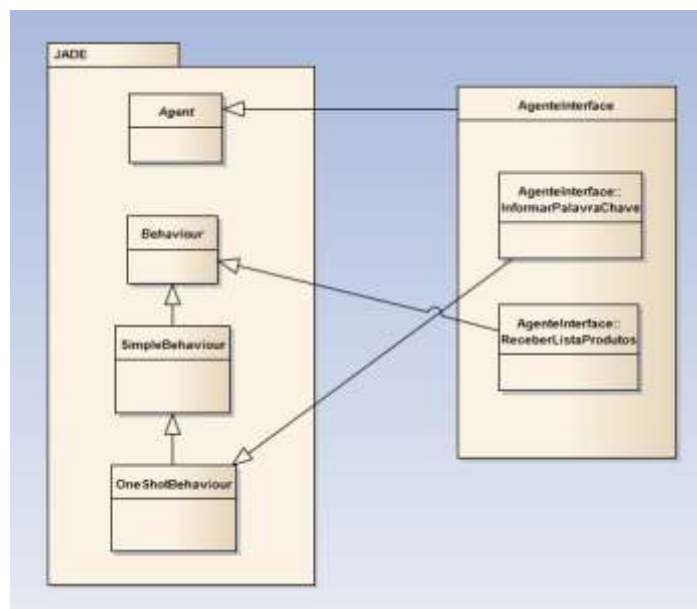 JADE
Agent
AgenteInterface
AgenteInterface::
InformarPalavraChave
Behaviour
AgenteInterface::
ReceberListaProdutos
SimpleBehaviour
OneShotBehaviour